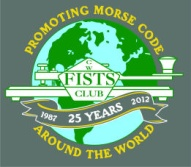 PROMOTING MORSE CODE
CW
FISTS
CLUB
1987 25 YEARS 2012
AROUND THE WORLD